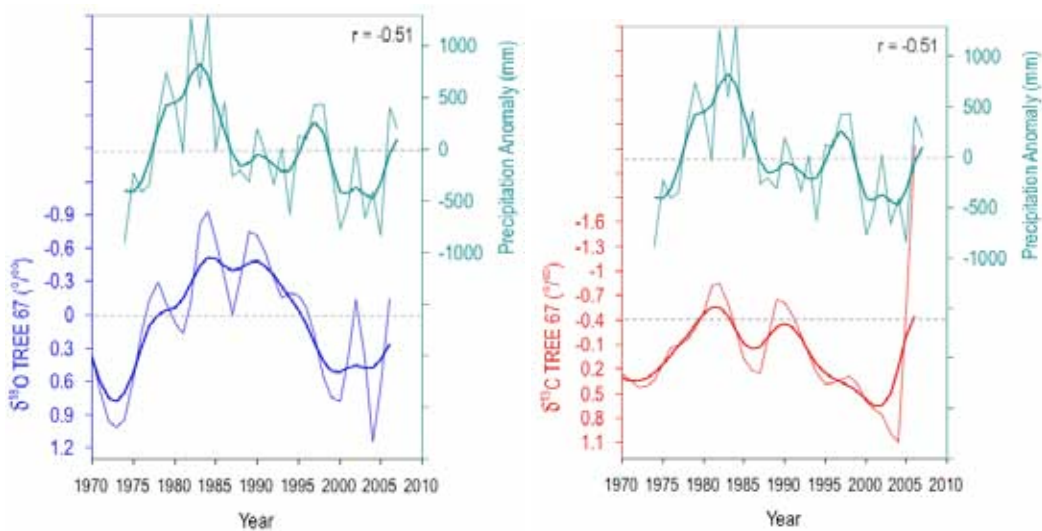 r = -0.51
1000
500
0
-500
-1000
Precipitation Anomaly (mm)
-0.9
-0.6
-0.3
0
0.3
0.6
0.9
1.2
δ18O TREE 67 (o/oo)
1970 1975 1980 1985 1990 1995 2000 2005 2010
Year
r = -0.51
1000
500
0
-500
-1000
Precipitation Anomaly (mm)
-1.6
-1.3
-1
-0.7
-0.4
-0.1
0.2
0.5
0.8
1.1
δ13C TREE 67 (o/oo)
1970 1975 1980 1985 1990 1995 2000 2005 2010
Year